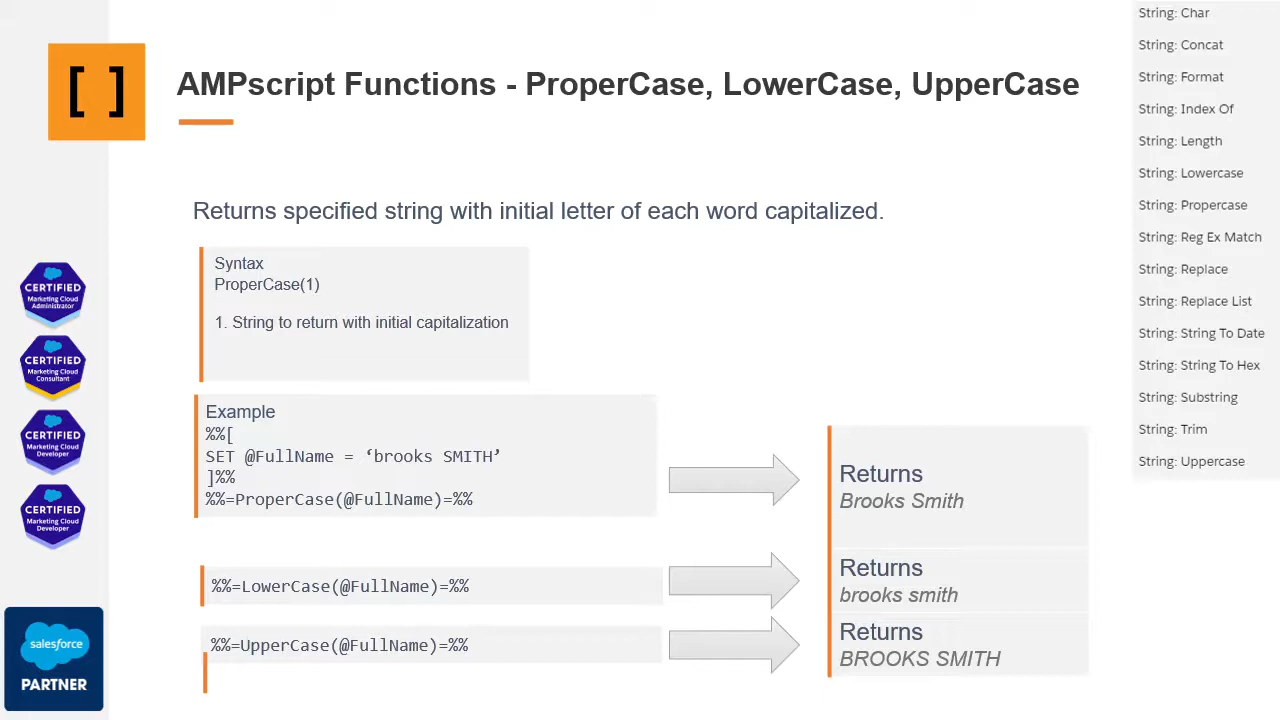 [ ]
AMPscript Functions - ProperCase, LowerCase, UpperCase
Returns specified string with initial letter of each word capitalized.
Syntax
ProperCase(1)
1. String to return with initial capitalization
Example
%%[
SET @FullName = ‘brooks SMITH’
]%%
%%=ProperCase(@FullName)=%%
Returns
Brooks Smith
%%=LowerCase(@FullName)=%%
Returns
brooks smith
%%=UpperCase(@FullName)=%%
Returns
BROOKS SMITH
String: Char
String: Concat
String: Format
String: Index Of
String: Length
String: Lowercase
String: Propercase
String: Reg Ex Match
String: Replace
String: Replace List
String: String To Date
String: String To Hex
String: Substring
String: Trim
String: Uppercase
CERTIFIED
Marketing Cloud
Administrator
CERTIFIED
Marketing Cloud
Consultant
CERTIFIED
Marketing Cloud
Developer
CERTIFIED
Marketing Cloud
Developer
salesforce
PARTNER